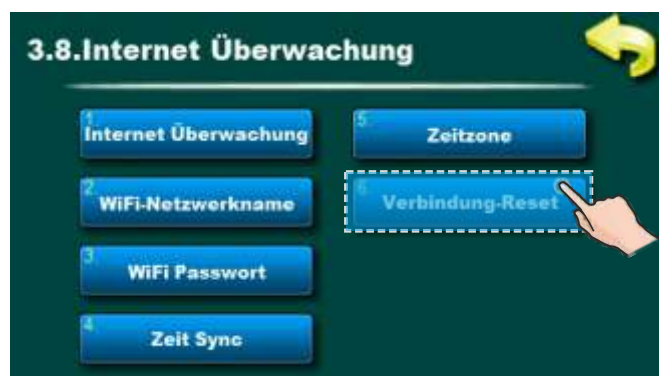 3.8.Internet Überwachung
1.
Internet Überwachung
2
WiFi-Netzwerkname
3
WiFi Passwort
4
Zeit Sync
5.
Zeitzone
6.
Verbindung-Reset